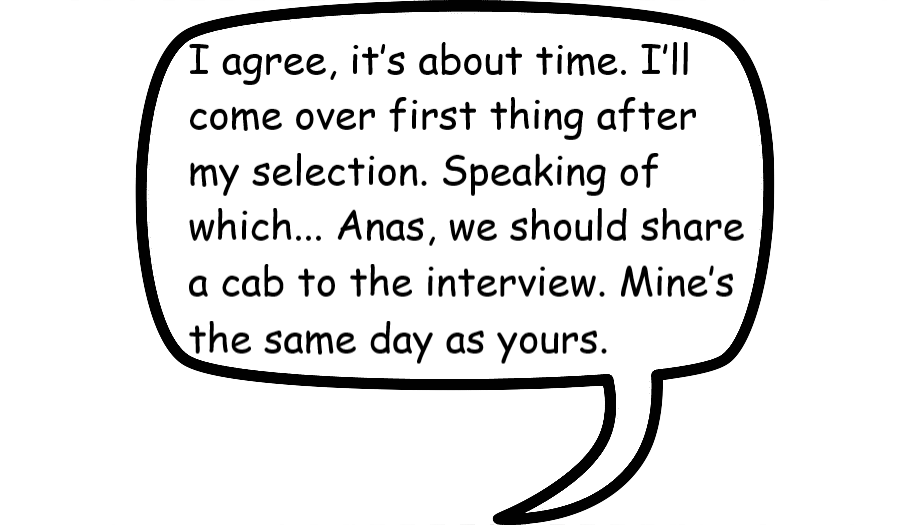 I agree, it's about time. I'll
come over first thing after
my selection. Speaking of
which... Anas, we should share
a cab to the interview. Mine's
the same day as yours.